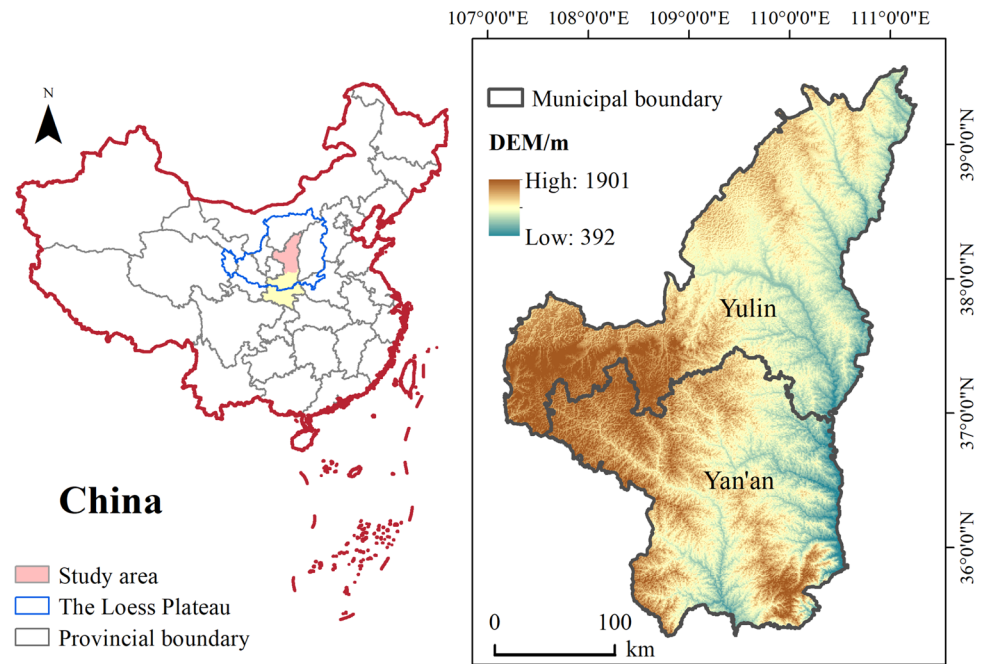 N
China
Study area
The Loess Plateau
Provincial boundary
107°0'0"E 108°0'0"E 109°0'0"E 110°0'0"E 111°0'0"E
Municipal boundary
DEM/m
High: 1901
Low: 392
39°0'0"N
38°0'0"N
Yulin
37°0'0"N
Yan'an
36°0'0"N
0 100
km